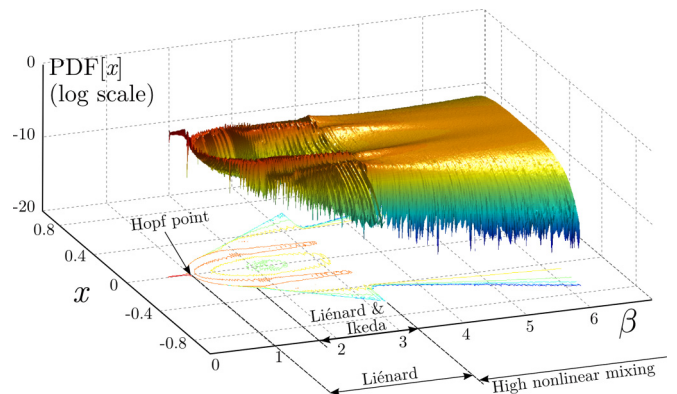 0
PDF[x]
(log scale)
-10
-20
0.8
Hopf point
0.4
x
0
-0.4
-0.8
Liénard &
Ikeda
0
1
2
3
4
5
6
β
Liénard
High nonlinear mixing